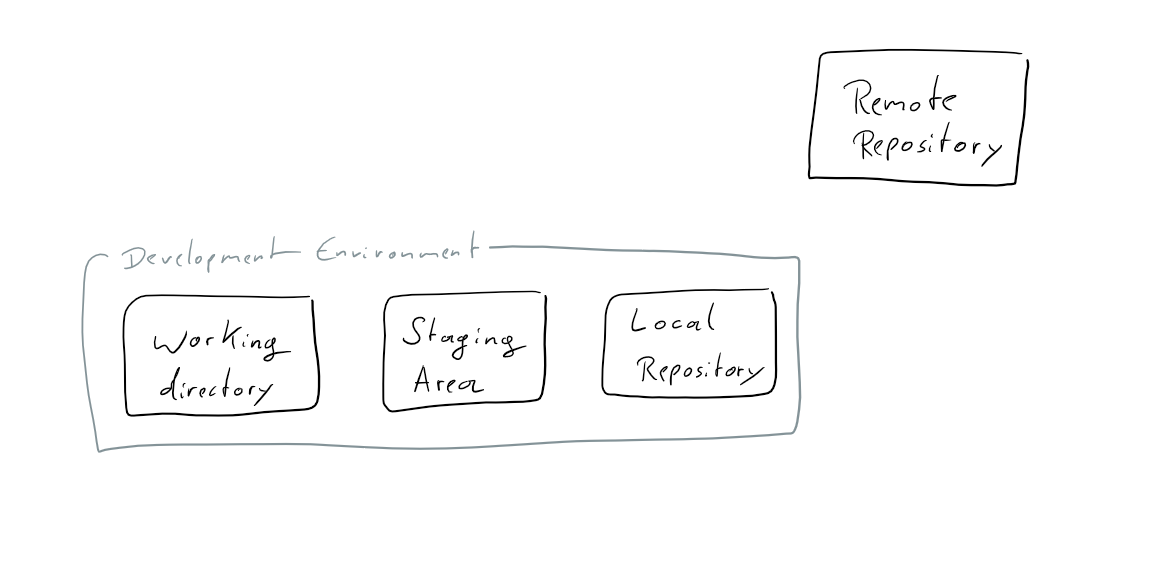 Remote
Repository
Development Environment
Working
directory
Staging
Area
Local
Repository